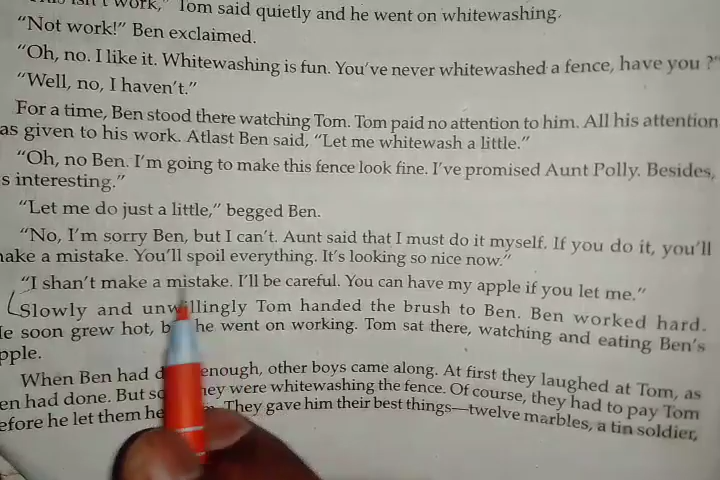 work," Tom said quietly and he went on whitewashing.
"Not work!" Ben exclaimed.
"Oh, no. I like it. Whitewashing is fun. You've never whitewashed a fence, have you ?"
"Well, no, I haven't."
For a time, Ben stood there watching Tom. Tom paid no attention to him. All his attention
as given to his work. Atlast Ben said, "Let me whitewash a little."
"Oh, no Ben. I'm going to make this fence look fine. I've promised Aunt Polly. Besides,
s interesting."
"Let me do just a little," begged Ben.
"No, I'm sorry Ben, but I can't. Aunt said that I must do it myself. If you do it, you'll
ake a mistake. You'll spoil everything. It's looking so nice now."
"I shan't make a mistake. I'll be careful. You can have my apple if you let me."
Slowly and unwillingly Tom handed the brush to Ben. Ben worked hard.
e soon grew hot, he went on working. Tom sat there, watching and eating Ben's
pple.
When Ben had enough, other boys came along. At first they laughed at Tom, as
en had done. But they were whitewashing the fence. Of course, they had to pay Tom
efore he let them They gave him their best things—twelve marbles, a tin soldier,